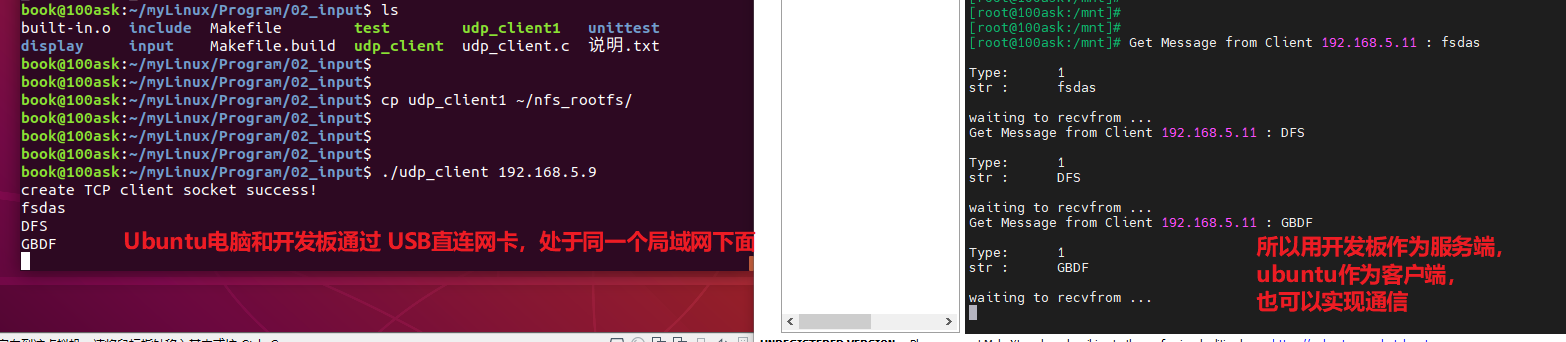 book@100ask:~/myLinux/Program/02_input$ ls
built-in.o include Makefile test udp_client1 unittest
display input Makefile.build udp_client udp_client.c 说明.txt
book@100ask:~/myLinux/Program/02_input$
book@100ask:~/myLinux/Program/02_input$
book@100ask:~/myLinux/Program/02_input$ cp udp_client1 ~/nfs_rootfs/
book@100ask:~/myLinux/Program/02_input$
book@100ask:~/myLinux/Program/02_input$
book@100ask:~/myLinux/Program/02_input$
book@100ask:~/myLinux/Program/02_input$ ./udp_client 192.168.5.9
create TCP client socket success!
fsdas
DFS
GBDF
Ubuntu电脑和开发板通过 USB直连网卡，处于同一个局域网下面
[root@100ask:/mnt]#
[root@100ask:/mnt]#
[root@100ask:/mnt]#
[root@100ask:/mnt]# Get Message from Client 192.168.5.11 : fsdas
Type: 1
str : fsdas
waiting to recvfrom ...
Get Message from Client 192.168.5.11 : DFS
Type: 1
str : DFS
waiting to recvfrom ...
Get Message from Client 192.168.5.11 : GBDF
Type: 1
str : GBDF
waiting to recvfrom ...
所以用开发板作为服务端，
ubuntu作为客户端，
也可以实现通信